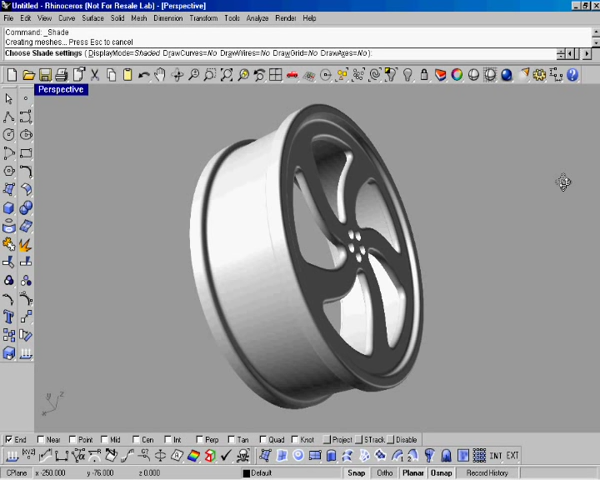 Untitled - Rhinoceros (Not For Resale Lab) - [Perspective]
File Edit View Curve Surface Solid Mesh Dimension Transform Tools Analyze Render Help
Command: _Shade
Creating meshes... Press Esc to cancel
Choose Shade settings ( DisplayMode=Shaded DrawCurves=No DrawWires=No DrawGrid=No DrawAxes=No):
Perspective
y z
End Near Point Mid Cen Int Perp Tan Quad Knot Project STrack Disable
INT EXT
CPlane x -250.000 y -76.000 z 0.000 Default Snap Ortho Planar Osnap Record History